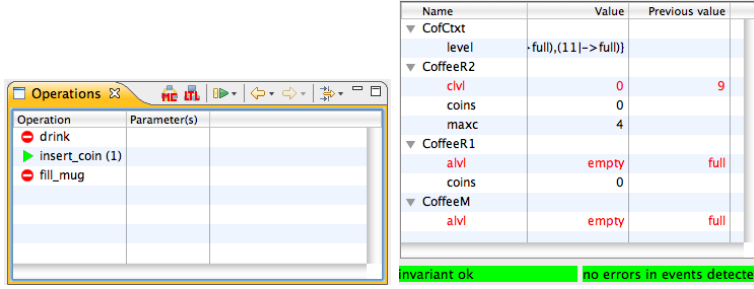 Operations
ME LTL
Operation Parameter(s)
drink
insert_coin (1)
fill_mug
Name Value Previous value
CofCtxt
level ·full),(11|->full)}
CoffeeR2
clvl 0 9
coins 0
maxc 4
CoffeeR1
alvl empty full
coins 0
CoffeeM
alvl empty full
invariant ok no errors in events detecte